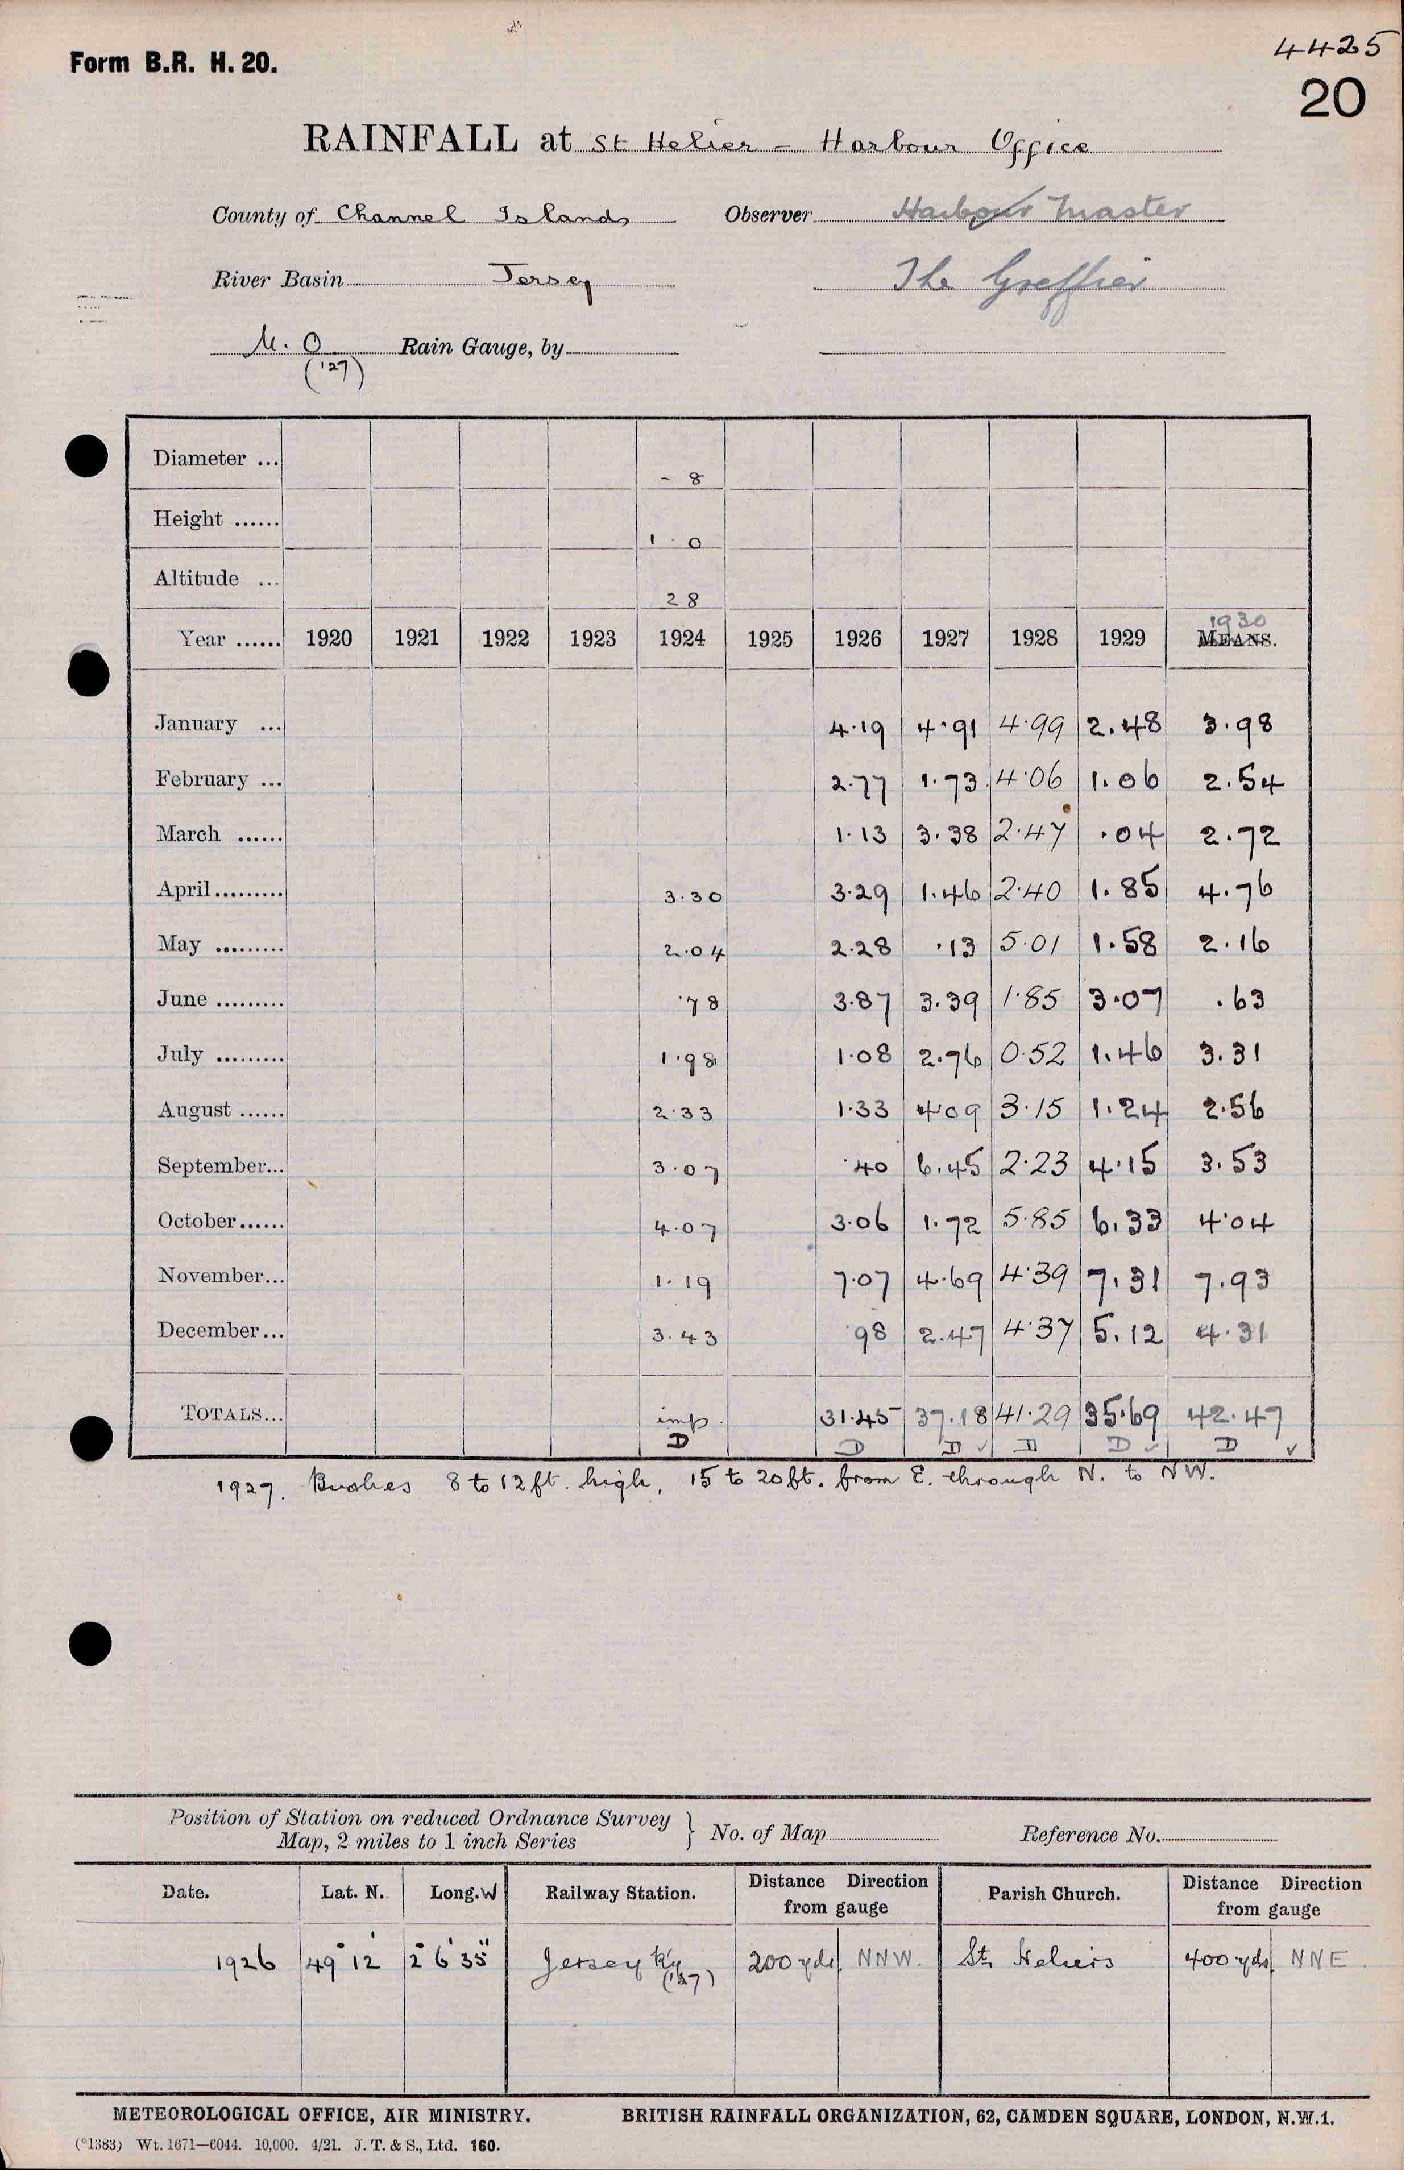 4425
Form B.R. H. 20.
20
RAINFALL at St Helier - Harbour Office
County of Channel Islands Observer Harbour Master
River Basin Jersey The Greffier
M. O Rain Gauge, by
('27)
Diameter ... - 8
Height ...... 1 · 0
Altitude ... 28
1930
Year ...... 1920 1921 1922 1923 1924 1925 1926 1927 1928 1929 MEANS.
January ... 4·19 4·91 4·99 2.48 3.98
February ... 2·77 1·73 4·06 1.06 2.54
March ...... 1·13 3.38 2·47 ·04 2.72
April......... 3·30 3·29 1.46 2·40 1.85 4.76
May ......... 2·04 2·28 ·13 5·01 1.58 2.16
June ......... ·78 3·87 3.39 1·85 3.07 .63
July ......... 1·98 1·08 2.76 0·52 1.46 3.31
August ...... 2·33 1·33 4·09 3·15 1.24 2.56
September... 3·07 ·40 6.45 2·23 4.15 3.53
October...... 4·07 3·06 1.72 5·85 6.33 4·04
November... 1·19 7·07 4.69 4·39 7.31 7.93
December... 3·43 ·98 2.47 4·37 5.12 4.31
TOTALS... imp. 31·45 37.18 41·29 35·69 42.47
D D D ✓ D D ✓ D ✓
1927. Bushes 8 to 12 ft. high, 15 to 20 ft. from E. through N. to NW.
Position of Station on reduced Ordnance Survey
Map, 2 miles to 1 inch Series } No. of Map Reference No.
Date. Lat. N. Long. W Railway Station. Distance Direction from gauge Parish Church. Distance Direction from gauge
1926 49° 12' 2° 6' 35" Jersey Rly 200 yds NNW. St. Heliers 400 yds NNE.
('27)
METEOROLOGICAL OFFICE, AIR MINISTRY. BRITISH RAINFALL ORGANIZATION, 62, CAMDEN SQUARE, LONDON, N.W.1.
(*1383) Wt. 1671—6044. 10,000. 4/21. J. T. & S., Ltd. 160.